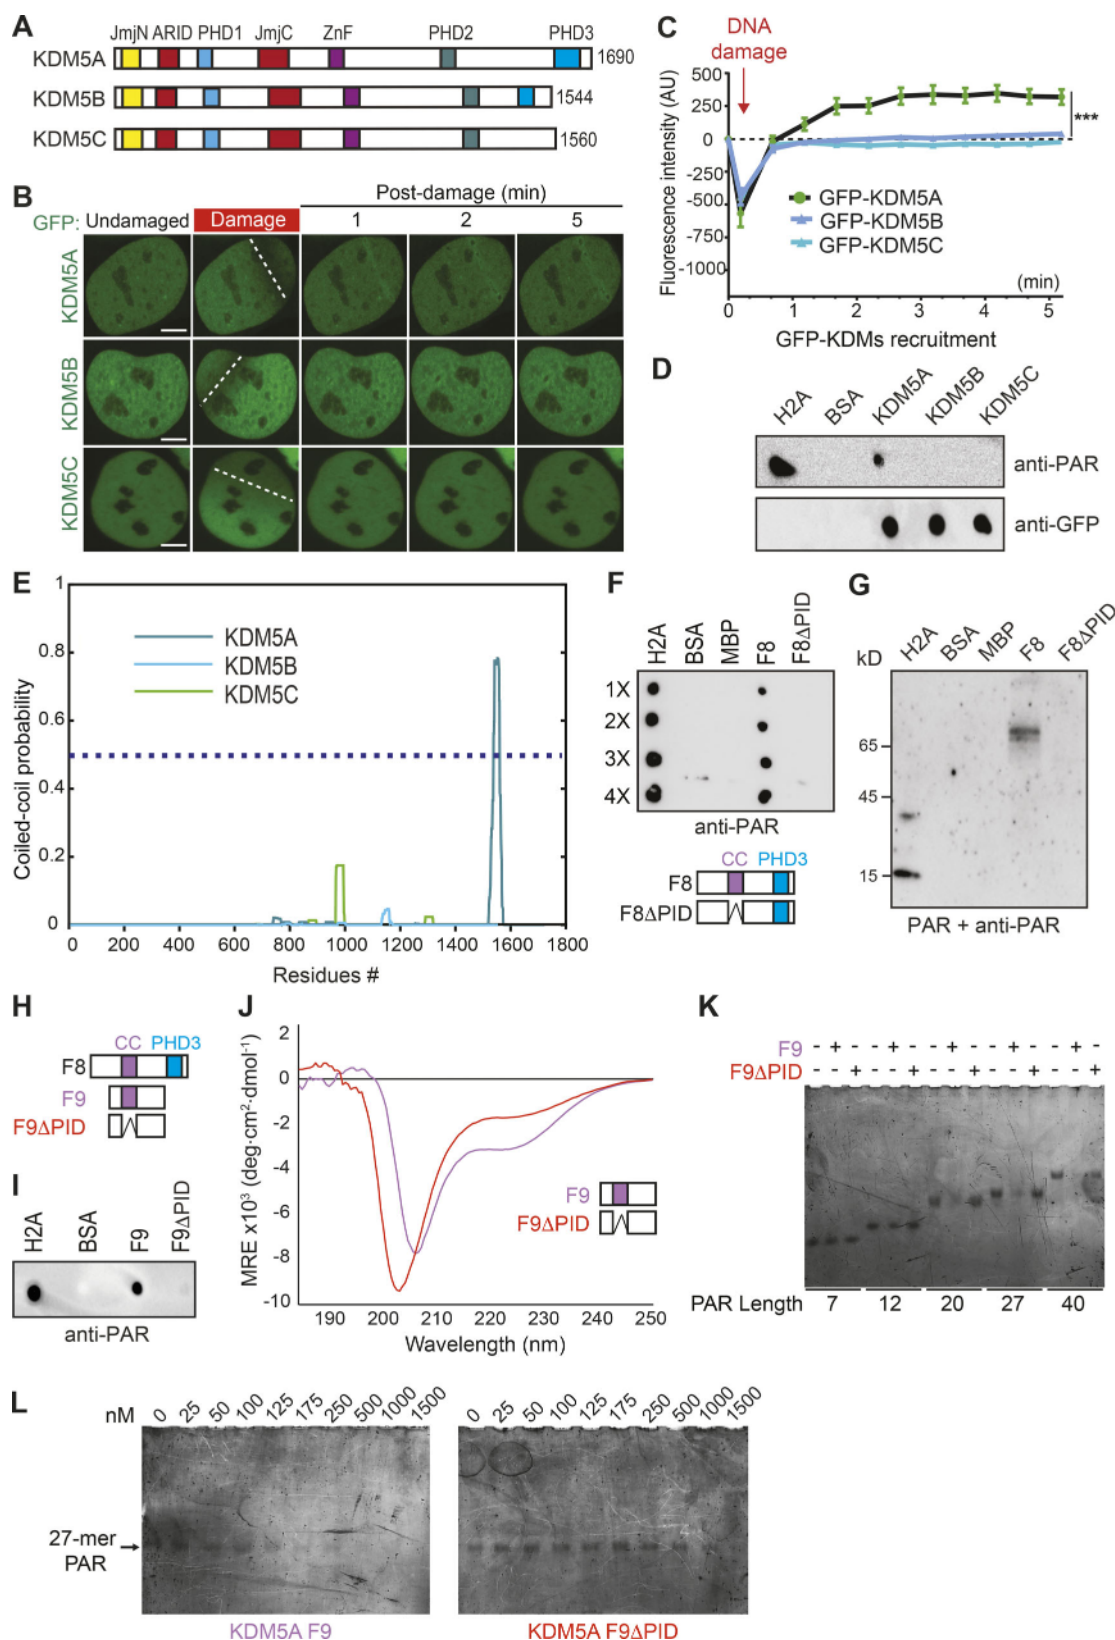 A
JmjN ARID PHD1 JmjC ZnF PHD2 PHD3
KDM5A 1690
KDM5B 1544
KDM5C 1560
B
Post-damage (min)
GFP: Undamaged Damage 1 2 5
KDM5A
KDM5B
KDM5C
C
DNA
damage
Fluorescence intensity (AU)
500
250
0
-250
-500
-750
-1000
***
GFP-KDM5A
GFP-KDM5B
GFP-KDM5C
(min)
0 1 2 3 4 5
GFP-KDMs recruitment
D
H2A BSA KDM5A KDM5B KDM5C
anti-PAR
anti-GFP
E
Coiled-coil probability
1
0.8
0.6
0.4
0.2
0
KDM5A
KDM5B
KDM5C
0 200 400 600 800 1000 1200 1400 1600 1800
Residues #
F
H2A BSA MBP F8 F8ΔPID
1X
2X
3X
4X
anti-PAR
CC PHD3
F8
F8ΔPID
G
H2A BSA MBP F8 F8ΔPID
kD
65
45
15
PAR + anti-PAR
H
CC PHD3
F8
F9
F9ΔPID
I
H2A BSA F9 F9ΔPID
anti-PAR
J
MRE x10³ (deg·cm²·dmol⁻¹)
2
0
-2
-4
-6
-8
-10
F9
F9ΔPID
190 200 210 220 230 240 250
Wavelength (nm)
K
F9 - + - - + - - + - - + - - + -
F9ΔPID - - + - - + - - + - - + - - +
PAR Length 7 12 20 27 40
L
nM 0 25 50 100 125 175 250 500 1000 1500
0 25 50 100 125 175 250 500 1000 1500
27-mer
PAR
KDM5A F9
KDM5A F9ΔPID